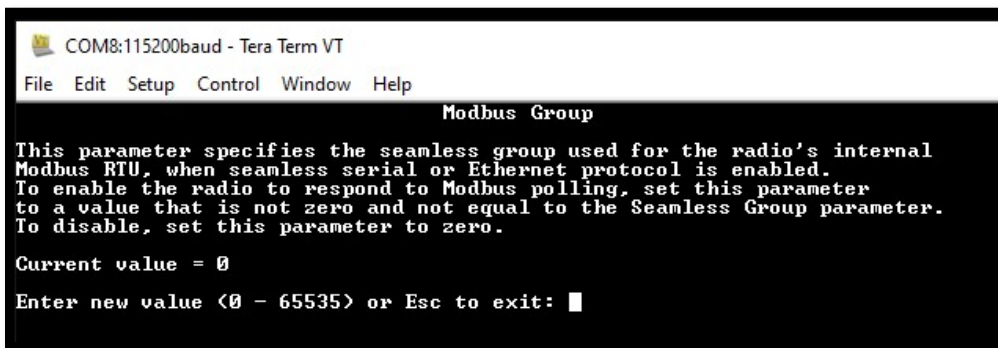 COM8:115200baud - Tera Term VT
File Edit Setup Control Window Help
Modbus Group
This parameter specifies the seamless group used for the radio's internal
Modbus RTU, when seamless serial or Ethernet protocol is enabled.
To enable the radio to respond to Modbus polling, set this parameter
to a value that is not zero and not equal to the Seamless Group parameter.
To disable, set this parameter to zero.
Current value = 0
Enter new value (0 - 65535) or Esc to exit: